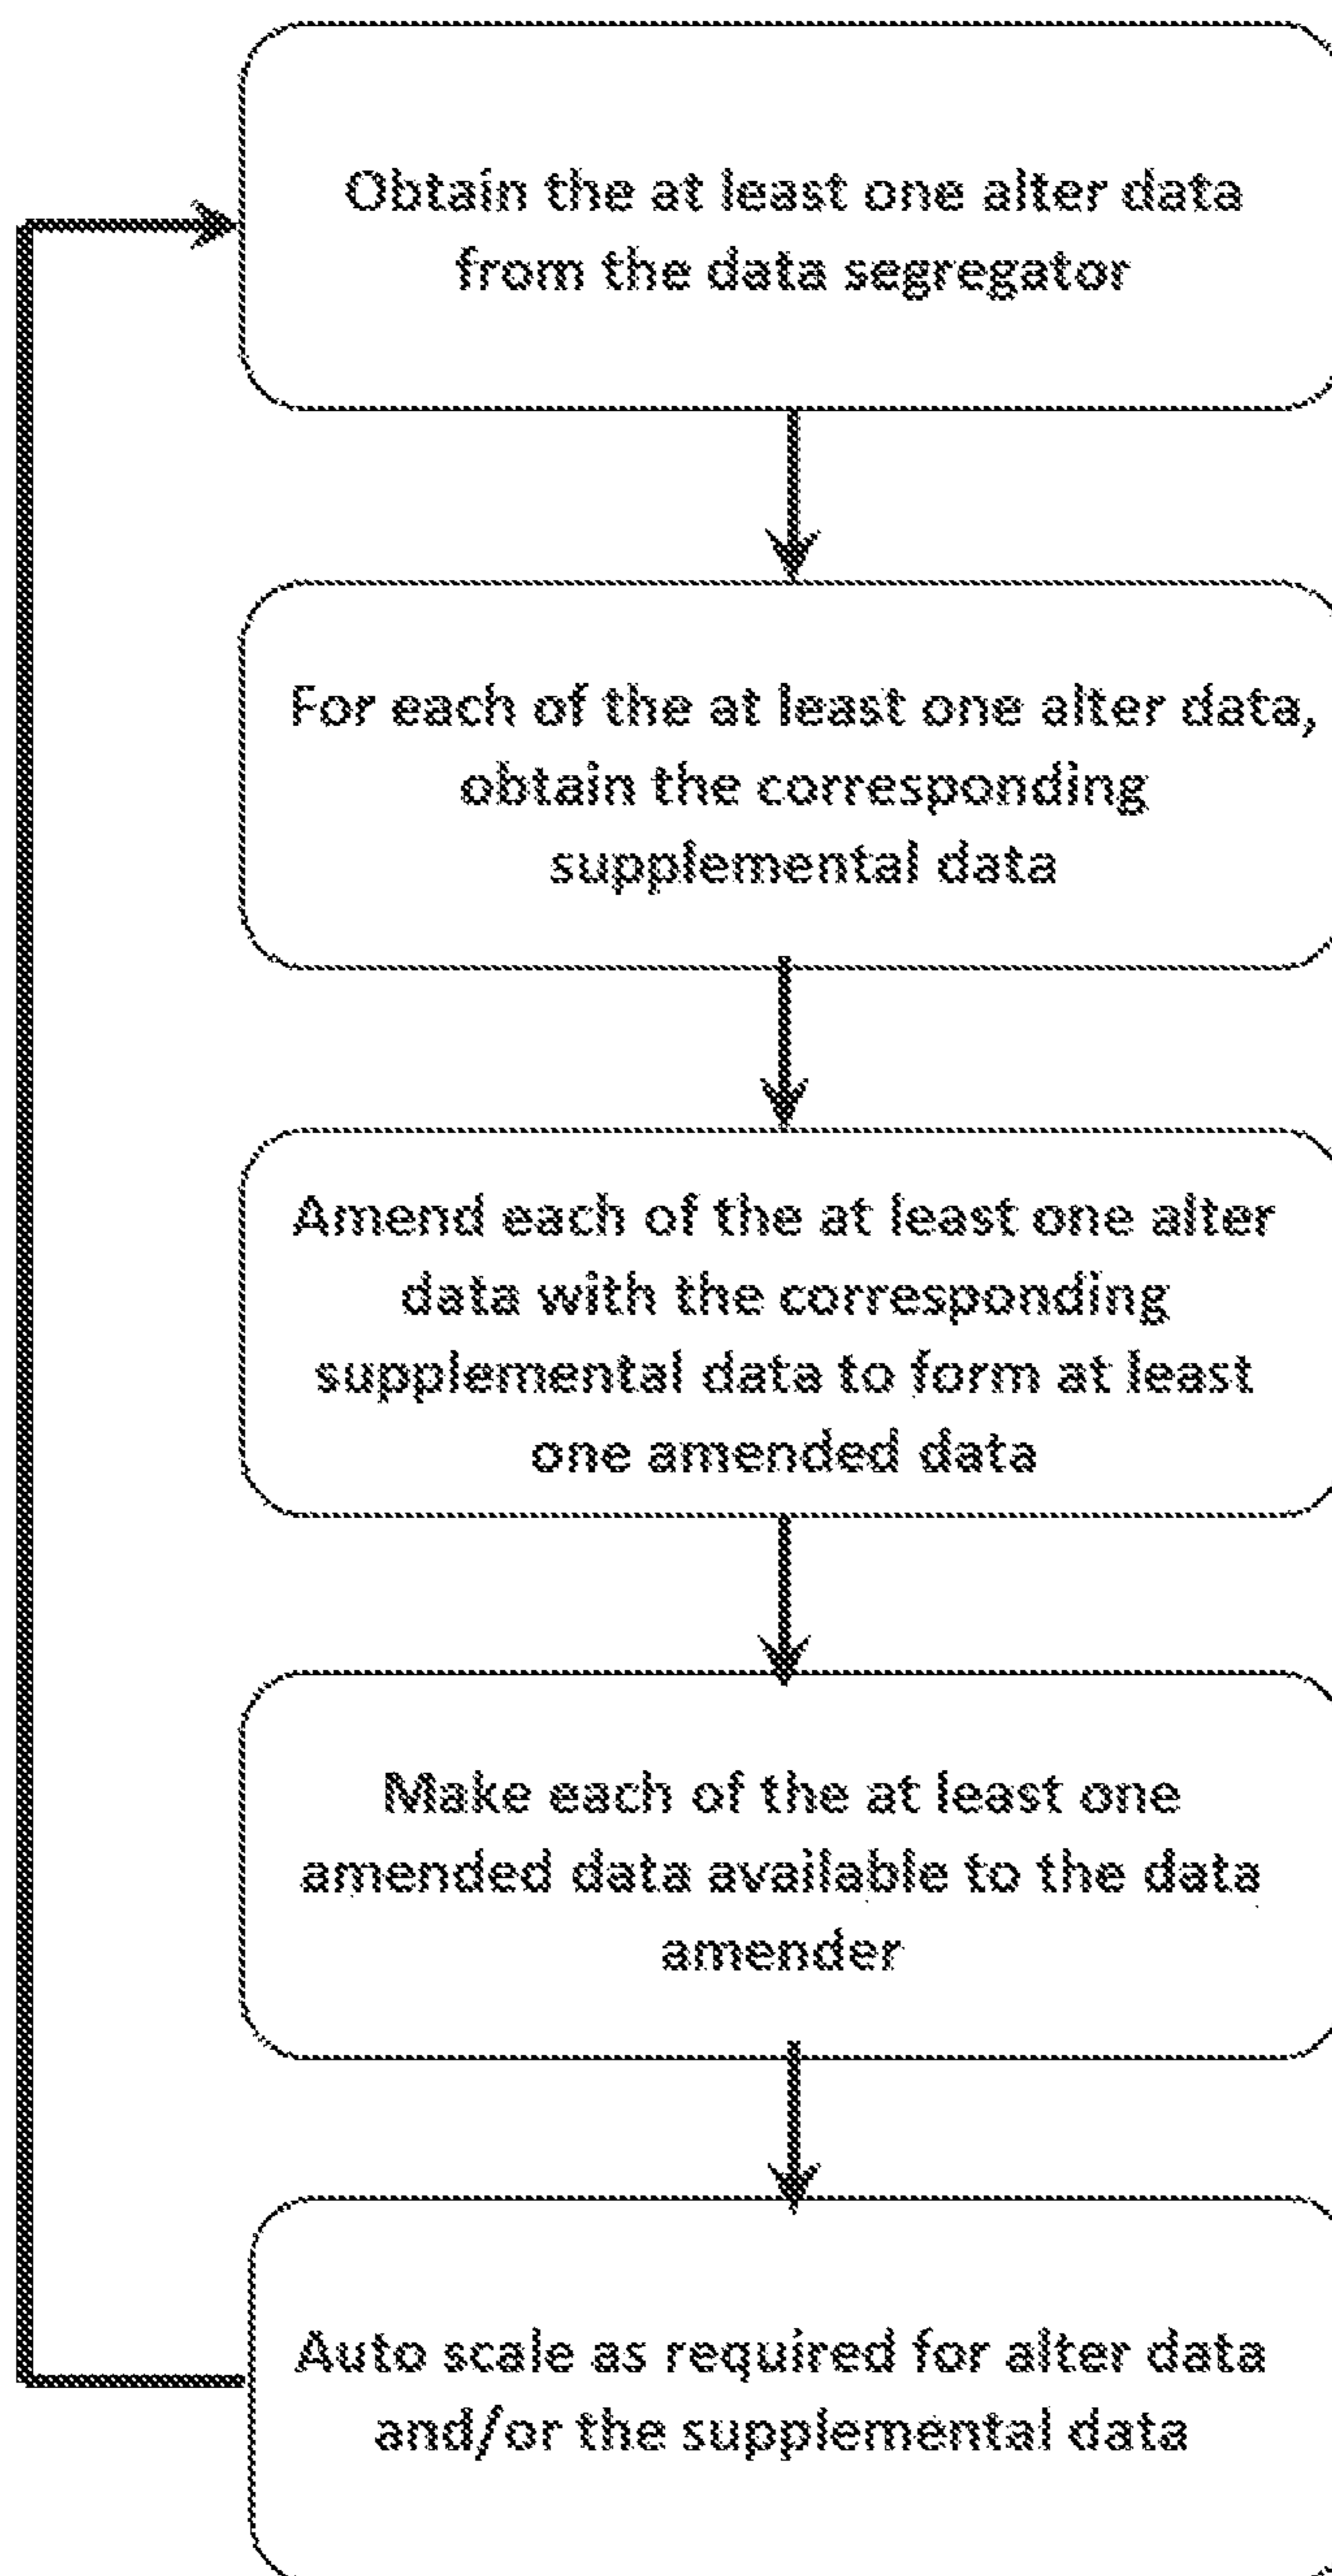 Obtain the at least one alter data
from the data segregator
For each of the at least one alter data,
obtain the corresponding
supplemental data
Amend each of the at least one alter
data with the corresponding
supplemental data to form at least
one amended data
Make each of the at least one
amended data available to the data
amender
Auto scale as required for alter data
and/or the supplemental data